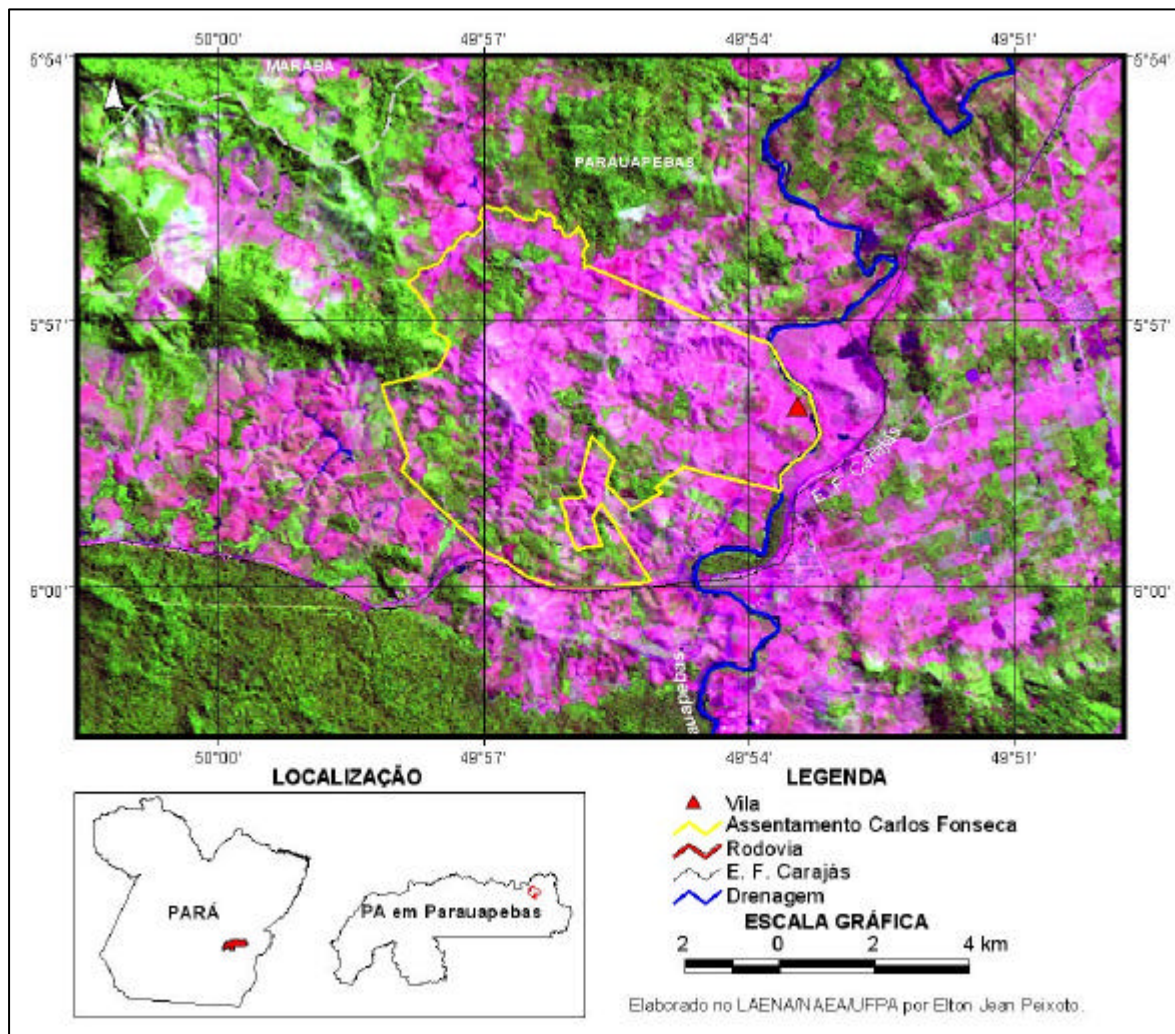 50°00' 49°57' 49°54' 49°51'
5°54' 5°54'
MARABA
PARAUAPEBAS
5°57' 5°57'
E. F. Carajás
6°00' 6°00'
auapebas
50°00' 49°57' 49°54' 49°51'
LOCALIZAÇÃO
PARÁ
PA em Parauapebas
LEGENDA
Vila
Assentamento Carlos Fonseca
Rodovia
E. F. Carajás
Drenagem
ESCALA GRÁFICA
2 0 2 4 km
Elaborado no LAENA/NAEA/UFPA por Elton Jean Peixoto.